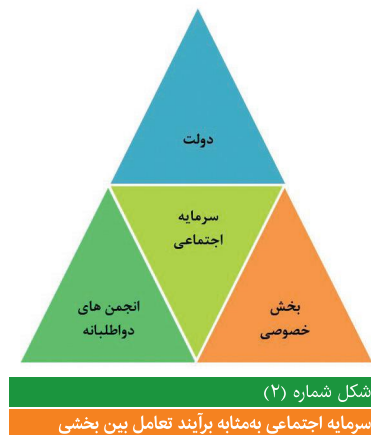 دولت
سرمایه
اجتماعی
بخش
خصوصی
انجمن های
دواطلبانه
شکل شماره (۲)
سرمایه اجتماعی به‌مثابه برآیند تعامل بین بخشی